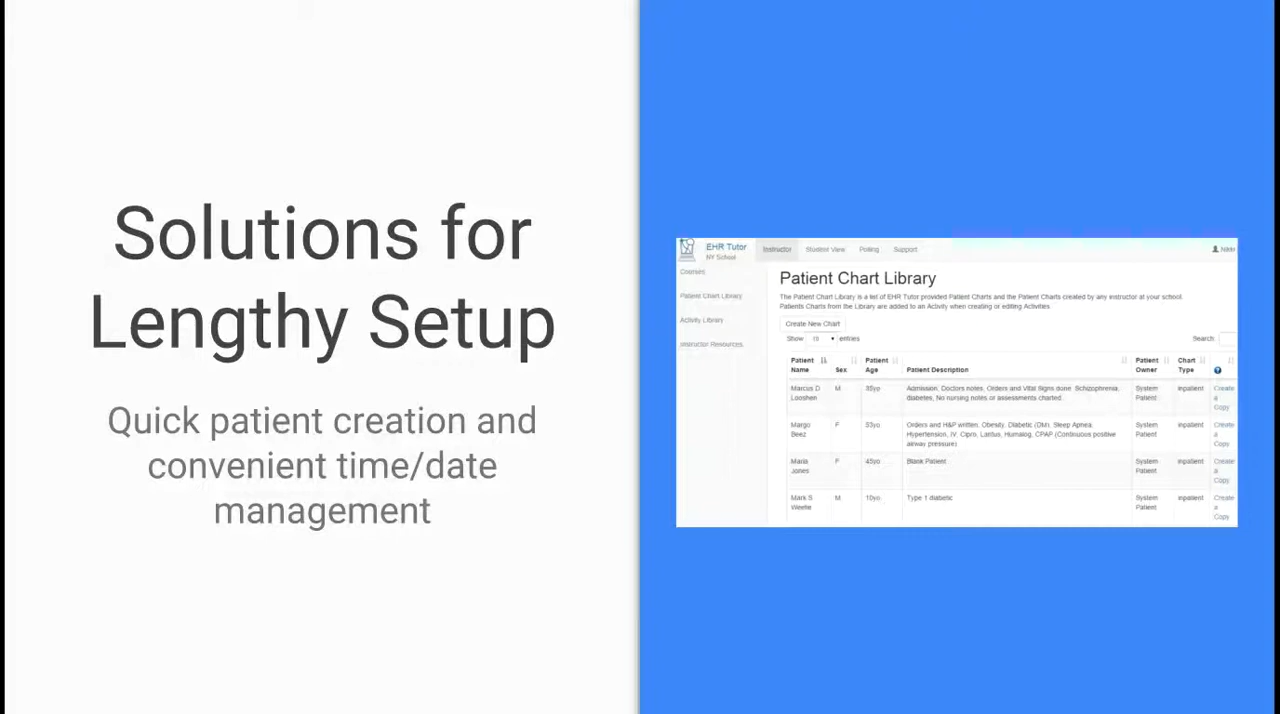 Solutions for
Lengthy Setup
Quick patient creation and
convenient time/date
management
EHR Tutor
NY School
Instructor Student View Polling Support
Courses
Patient Chart Library
Activity Library
Instructor Resources
Patient Chart Library
The Patient Chart Library is a list of EHR Tutor provided Patient Charts and the Patient Charts created by any instructor at your school.
Patients Charts from the Library are added to an Activity when creating or editing Activities
Create New Chart
Show 10 entries Search:
Patient Name Sex Patient Age Patient Description Patient Owner Chart Type
Marcus D Looshen M 35yo Admission, Doctors notes, Orders and Vital Signs done. Schizophrenia, diabetes, No nursing notes or assessments charted. System Patient inpatient Create a Copy
Margo Beez F 53yo Orders and H&P written. Obesity, Diabetic (DM), Sleep Apnea, Hypertension, IV, Cipro, Lantus, Humalog, CPAP (Continuous positive airway pressure) System Patient inpatient Create a Copy
Maria Jones F 45yo Blank Patient System Patient inpatient Create a Copy
Mark S Weetie M 10yo Type 1 diabetic System Patient inpatient Create a Copy